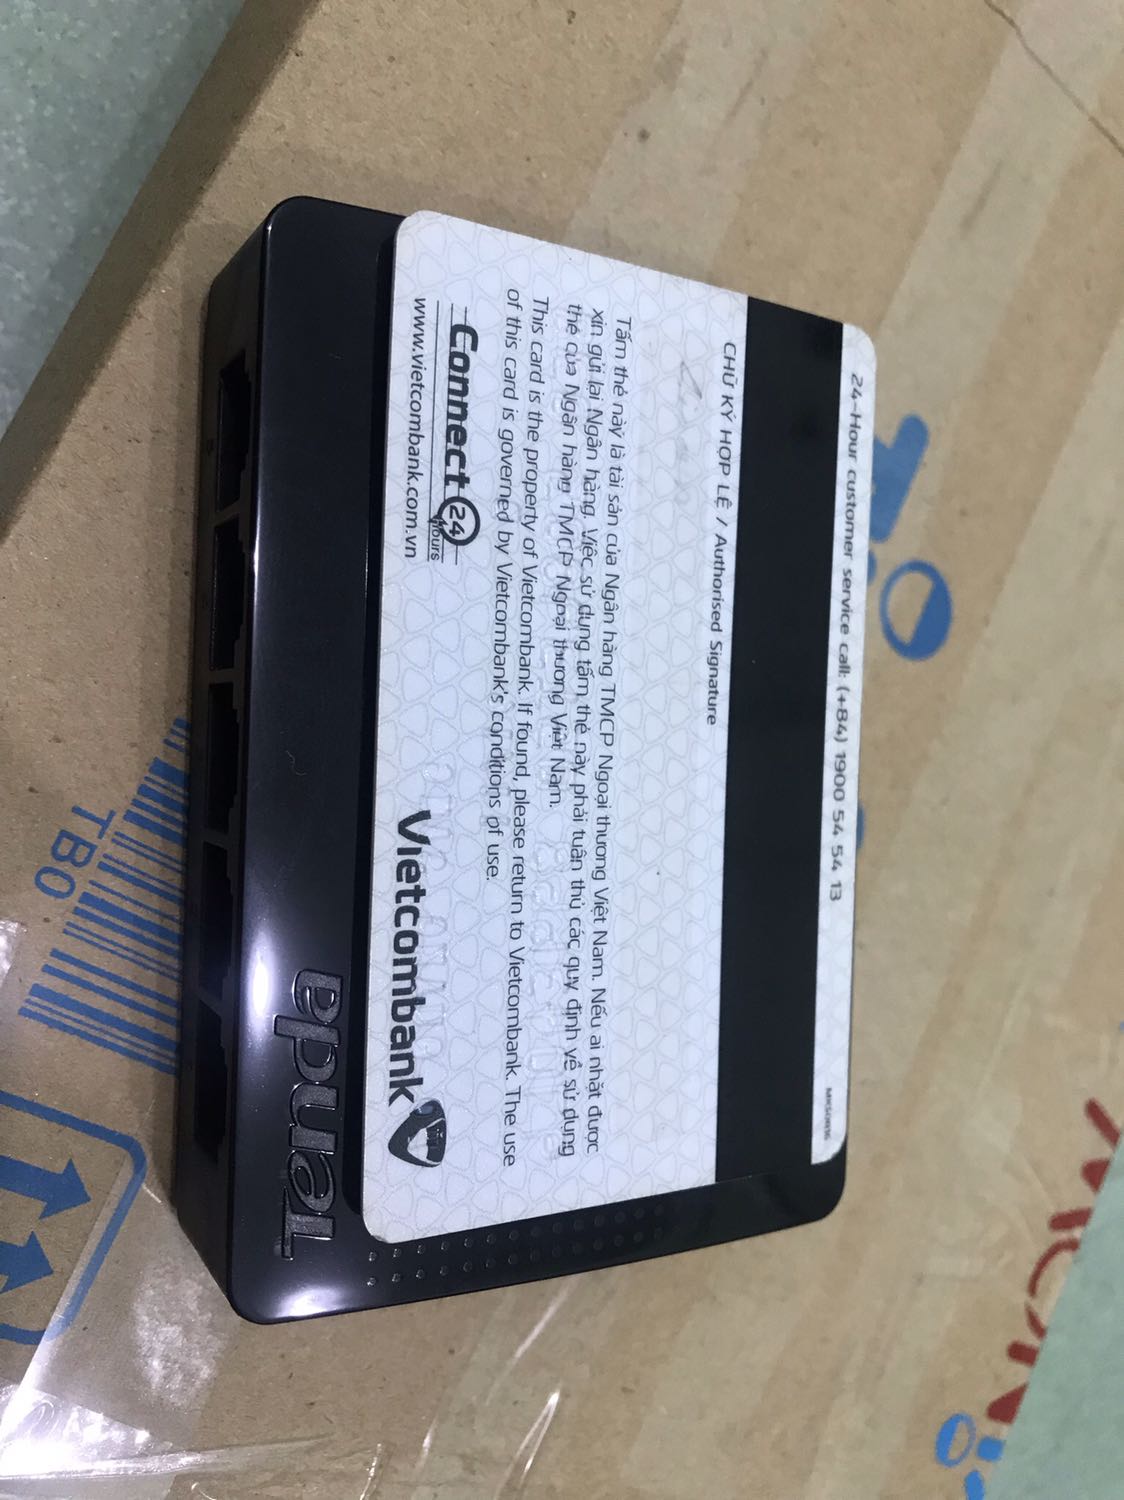 24-Hour customer service call: (+84) 1900 54 54 13
MKS0816
CHỮ KÝ HỢP LỆ / Authorised Signature
Tấm thẻ này là tài sản của Ngân hàng TMCP Ngoại thương Việt Nam. Nếu ai nhặt được
xin gửi lại Ngân hàng. Việc sử dụng tấm thẻ này phải tuân thủ các quy định về sử dụng
thẻ của Ngân hàng TMCP Ngoại thương Việt Nam.
This card is the property of Vietcombank. If found, please return to Vietcombank. The use
of this card is governed by Vietcombank's conditions of use.
Connect 24
Hours
www.vietcombank.com.vn
Vietcombank
Tenda
TBO